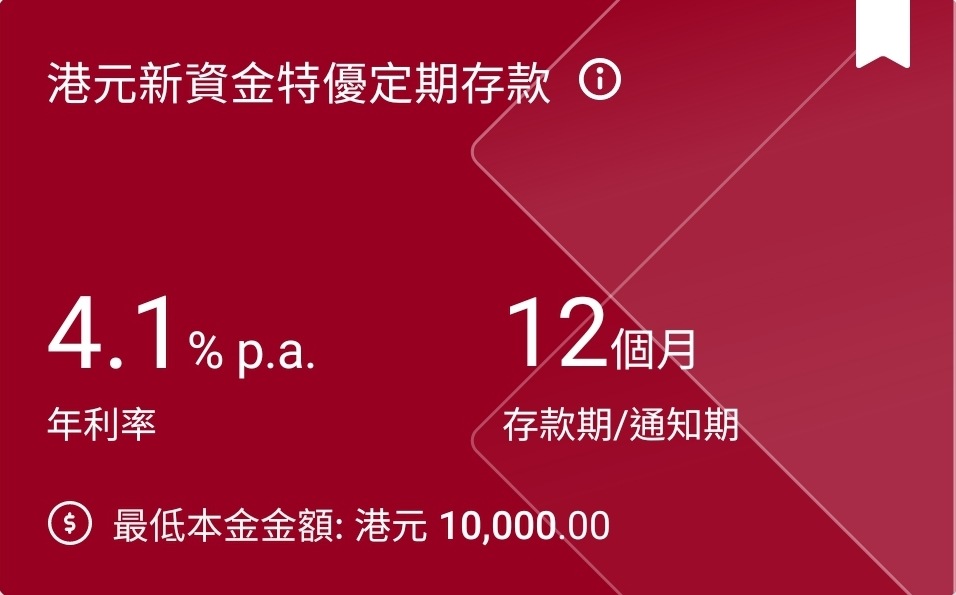 港元新資金特優定期存款
4.1% p.a.
12個月
年利率
存款期/通知期
最低本金金額: 港元 10,000.00